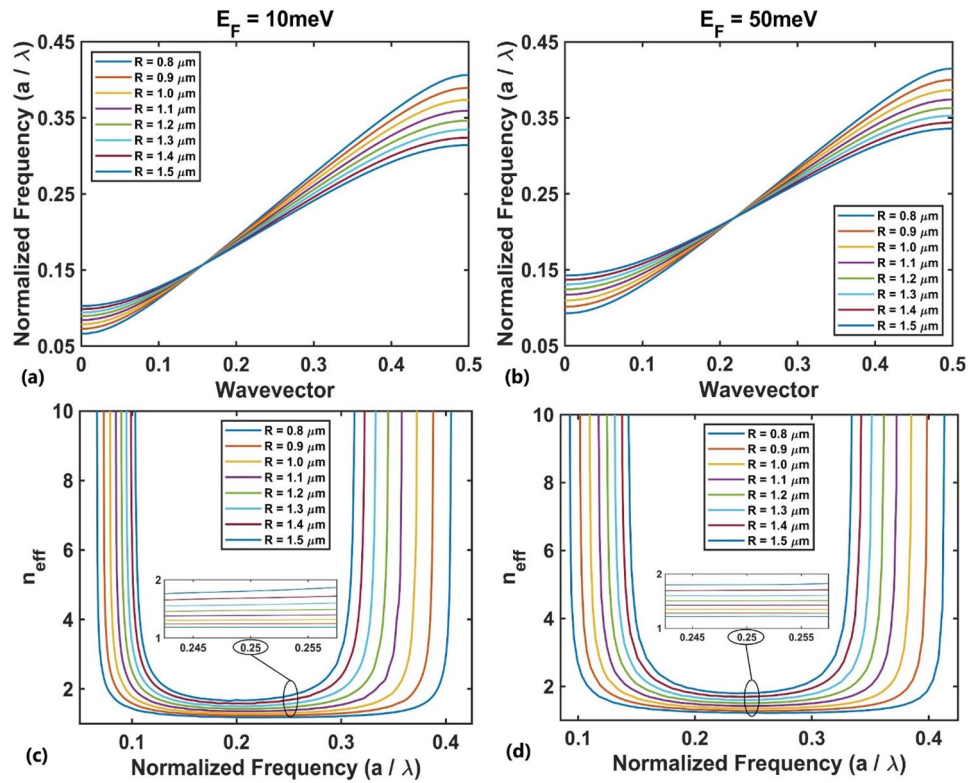 E_F = 10meV
Normalized Frequency (a / λ)
0.45
0.35
0.25
0.15
0.05
R = 0.8 μm
R = 0.9 μm
R = 1.0 μm
R = 1.1 μm
R = 1.2 μm
R = 1.3 μm
R = 1.4 μm
R = 1.5 μm
0 0.1 0.2 0.3 0.4 0.5
(a) Wavevector
E_F = 50meV
Normalized Frequency (a / λ)
0.45
0.35
0.25
0.15
0.05
R = 0.8 μm
R = 0.9 μm
R = 1.0 μm
R = 1.1 μm
R = 1.2 μm
R = 1.3 μm
R = 1.4 μm
R = 1.5 μm
0 0.1 0.2 0.3 0.4 0.5
(b) Wavevector
n_eff
10
8
6
4
2
R = 0.8 μm
R = 0.9 μm
R = 1.0 μm
R = 1.1 μm
R = 1.2 μm
R = 1.3 μm
R = 1.4 μm
R = 1.5 μm
2
1
0.245 0.25 0.255
0.1 0.2 0.3 0.4
(c) Normalized Frequency (a / λ)
n_eff
10
8
6
4
2
R = 0.8 μm
R = 0.9 μm
R = 1.0 μm
R = 1.1 μm
R = 1.2 μm
R = 1.3 μm
R = 1.4 μm
R = 1.5 μm
2
1
0.245 0.25 0.255
0.1 0.2 0.3 0.4
(d) Normalized Frequency (a / λ)